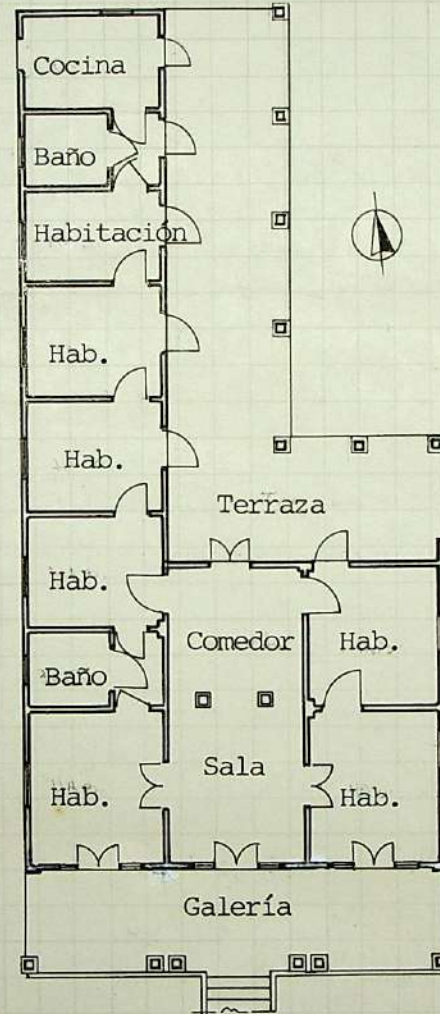 Cocina
Baño
Habitación
Hab.
Hab.
Terraza
Hab.
Comedor
Hab.
Baño
Sala
Hab.
Hab.
Galería